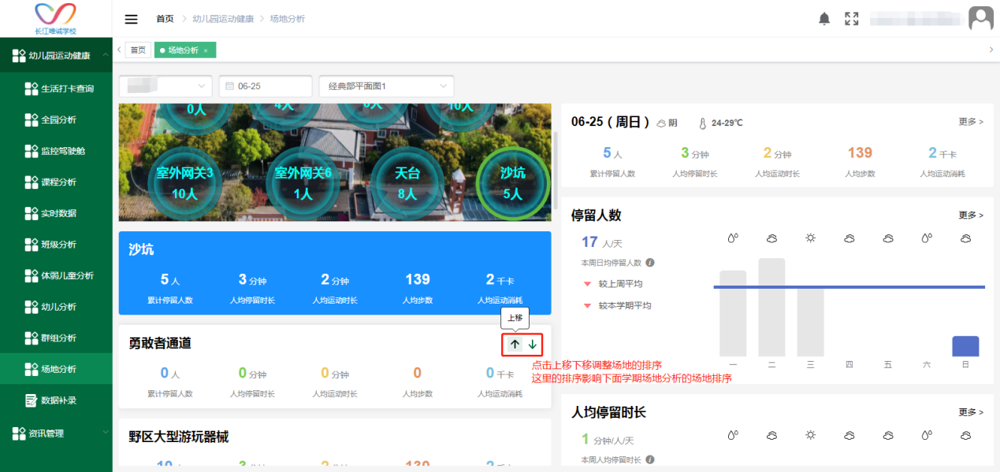 长江唯诚学校
首页 > 幼儿园运动健康 > 场地分析
首页
场地分析 ×
幼儿园运动健康
生活打卡查询
全园分析
监控驾驶舱
课程分析
实时数据
班级分析
体弱儿童分析
幼儿分析
群组分析
场地分析
数据补录
资讯管理
06-25
经典部平面图1
0人
4人
10人
室外网关3
10人
室外网关6
1人
天台
8人
沙坑
5人
沙坑
5 人
3 分钟
2 分钟
139
2 千卡
累计停留人数
人均停留时长
人均运动时长
人均步数
人均运动消耗
上移
勇敢者通道
0 人
0 分钟
0 分钟
0
0 千卡
累计停留人数
人均停留时长
人均运动时长
人均步数
人均运动消耗
点击上移下移调整场地的排序
这里的排序影响下面学期场地分析的场地排序
野区大型游玩器械
06-25（周日） 阴 24-29℃
更多 >
5 人
3 分钟
2 分钟
139
2 千卡
累计停留人数
人均停留时长
人均运动时长
人均步数
人均运动消耗
停留人数
更多 >
17 人/天
本周日均停留人数
较上周平均
较本学期平均
一 二 三 四 五 六 日
人均停留时长
更多 >
1 分钟/人/天
本周人均停留时长